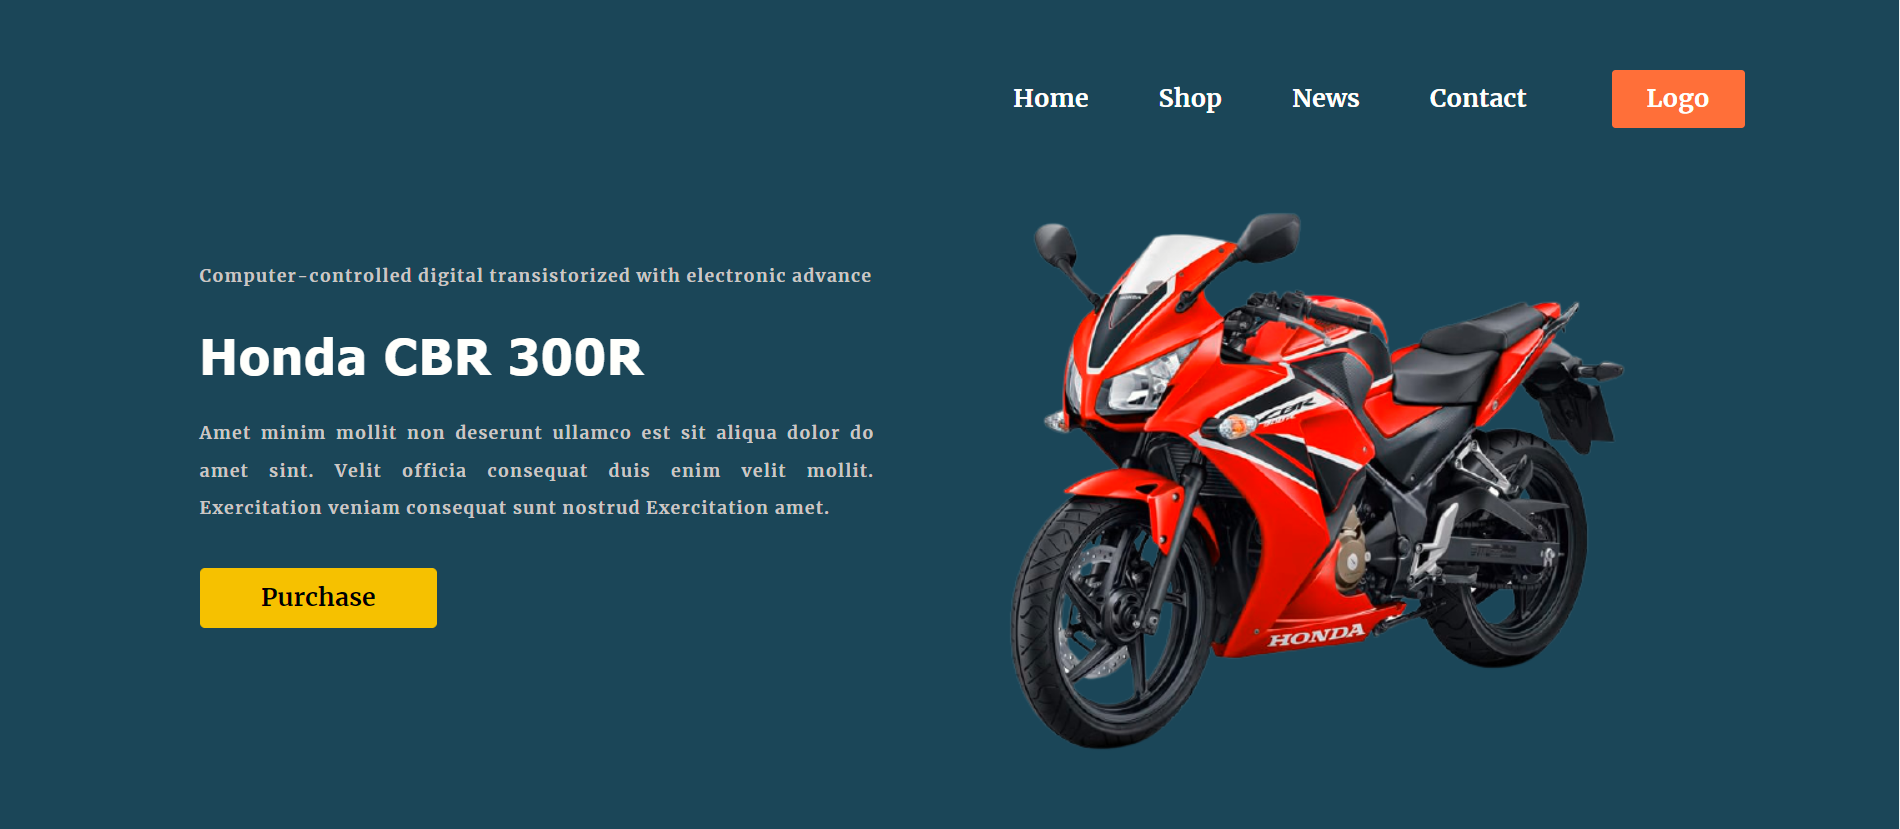 Home Shop News Contact Logo
Computer-controlled digital transistorized with electronic advance
Honda CBR 300R
Amet minim mollit non deserunt ullamco est sit aliqua dolor do
amet sint. Velit officia consequat duis enim velit mollit.
Exercitation veniam consequat sunt nostrud Exercitation amet.
Purchase
HONDA
CBR
HONDA